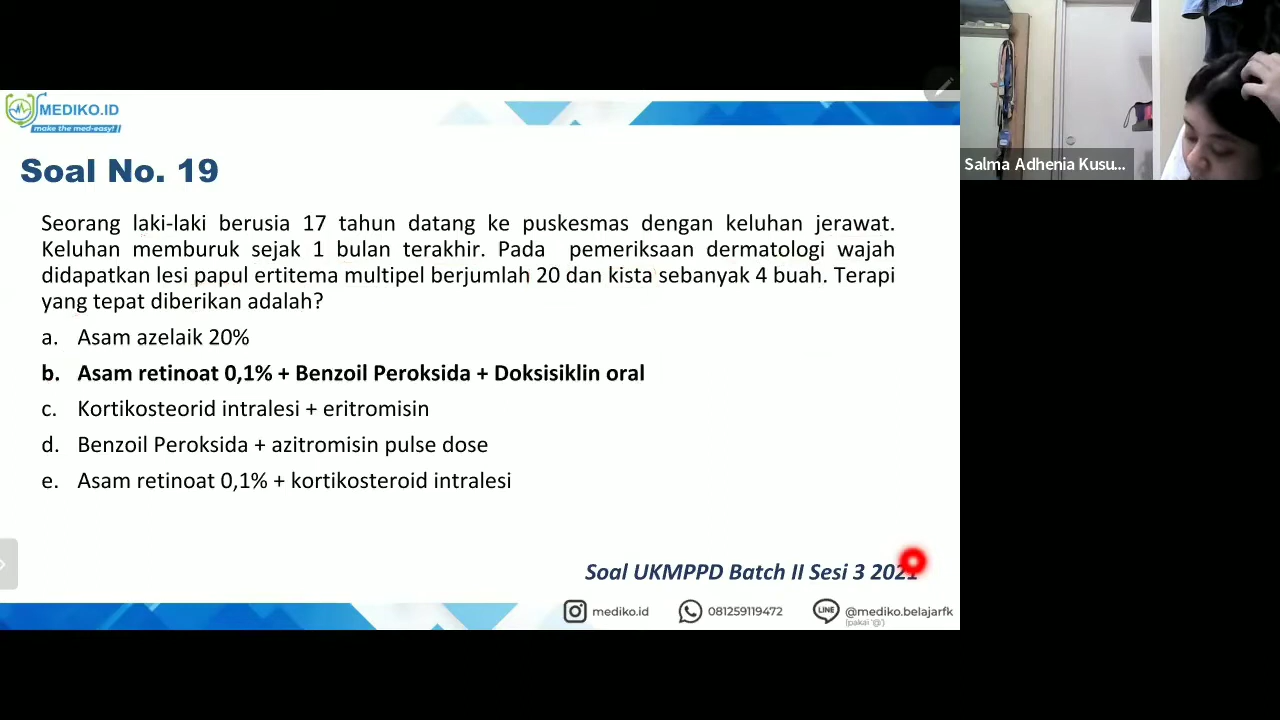 MEDIKO.ID
make the med-easy!
Soal No. 19
Seorang laki-laki berusia 17 tahun datang ke puskesmas dengan keluhan jerawat.
Keluhan memburuk sejak 1 bulan terakhir. Pada pemeriksaan dermatologi wajah
didapatkan lesi papul ertitema multipel berjumlah 20 dan kista sebanyak 4 buah. Terapi
yang tepat diberikan adalah?
a. Asam azelaik 20%
b. Asam retinoat 0,1% + Benzoil Peroksida + Doksisiklin oral
c. Kortikosteorid intralesi + eritromisin
d. Benzoil Peroksida + azitromisin pulse dose
e. Asam retinoat 0,1% + kortikosteroid intralesi
Soal UKMPPD Batch II Sesi 3 2021
mediko.id
081259119472
LINE
@mediko.belajarfk
(pakai '@')
Salma Adhenia Kusu...